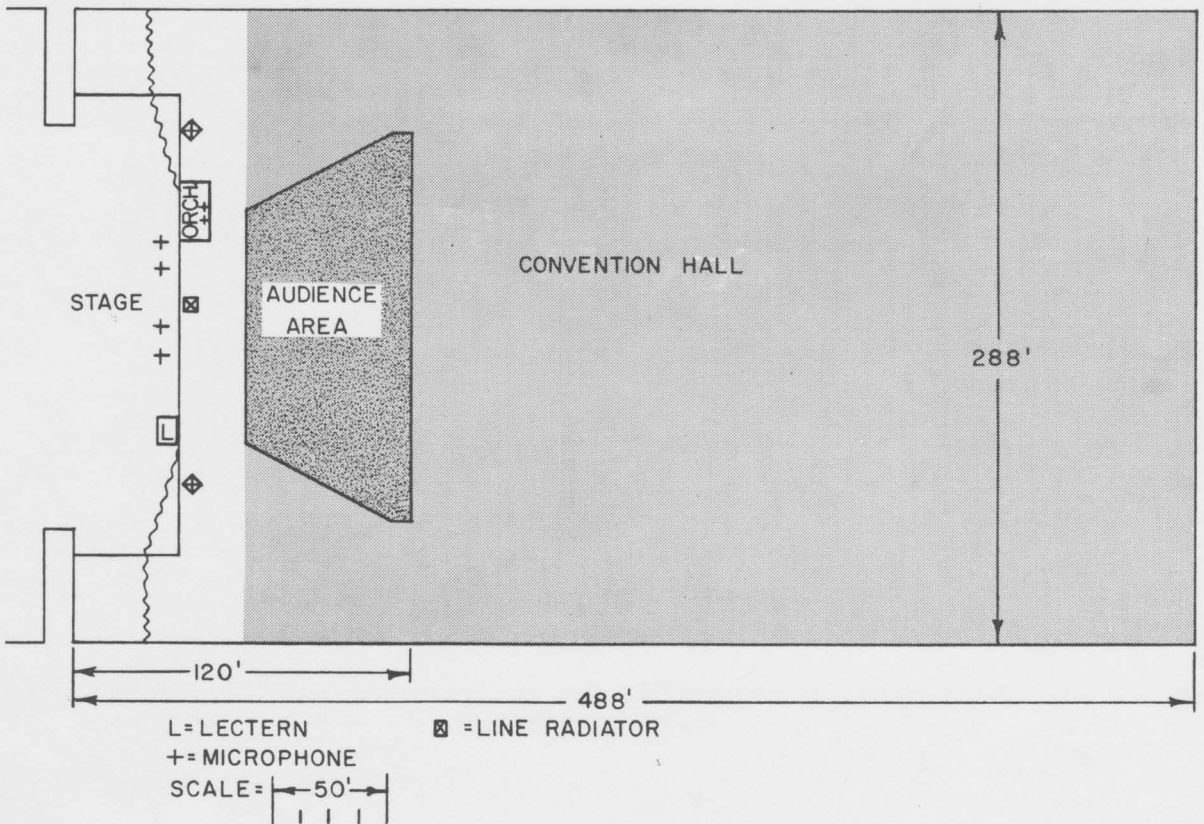 ORCH
STAGE
AUDIENCE
AREA
CONVENTION HALL
L
288'
120'
488'
L=LECTERN
=LINE RADIATOR
+=MICROPHONE
SCALE= 50'